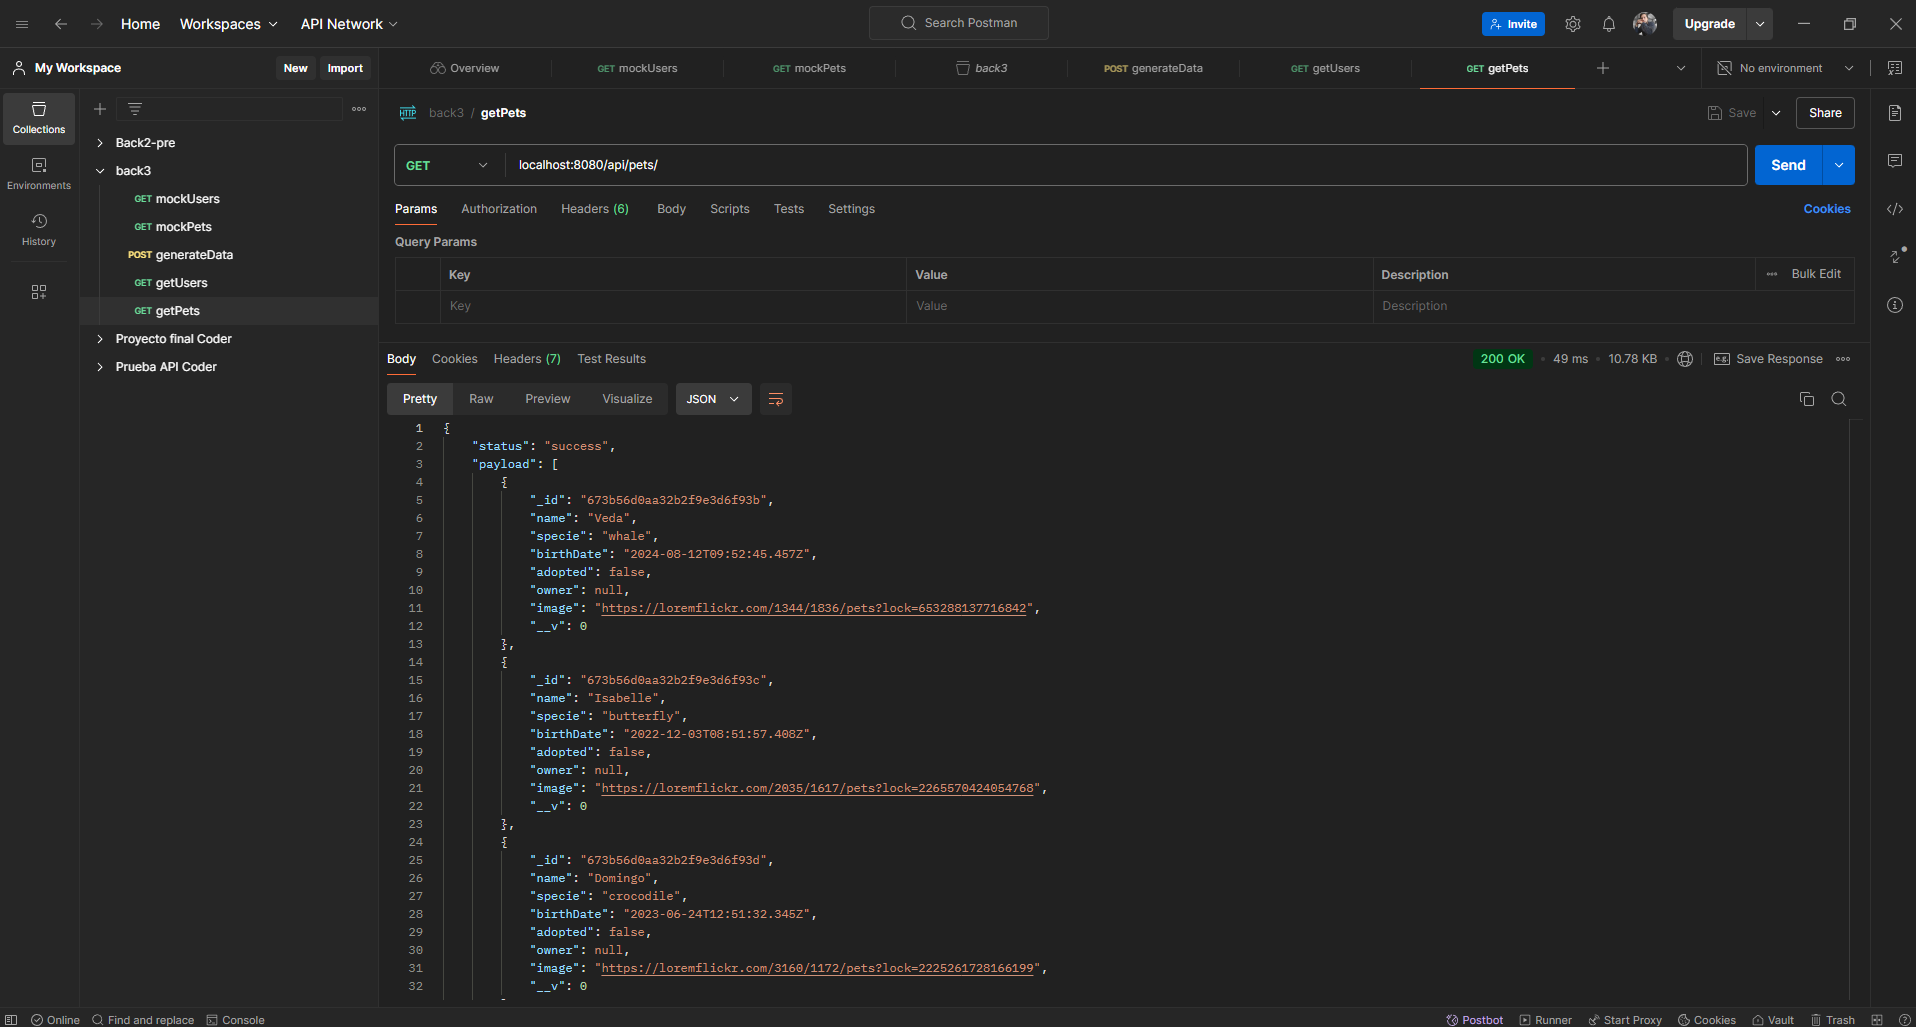 Home Workspaces API Network Search Postman Invite Upgrade
My Workspace New Import Overview GET mockUsers GET mockPets back3 POST generateData GET getUsers GET getPets No environment
Collections
Environments
History
Back2-pre
back3
GET mockUsers
GET mockPets
POST generateData
GET getUsers
GET getPets
Proyecto final Coder
Prueba API Coder
HTTP back3 / getPets Save Share
GET localhost:8080/api/pets/ Send
Params Authorization Headers (6) Body Scripts Tests Settings Cookies
Query Params
Key Value Description Bulk Edit
Key Value Description
Body Cookies Headers (7) Test Results 200 OK 49 ms 10.78 KB e.g. Save Response
Pretty Raw Preview Visualize JSON
1 {
2 "status": "success",
3 "payload": [
4 {
5 "_id": "673b56d0aa32b2f9e3d6f93b",
6 "name": "Veda",
7 "specie": "whale",
8 "birthDate": "2024-08-12T09:52:45.457Z",
9 "adopted": false,
10 "owner": null,
11 "image": "https://loremflickr.com/1344/1836/pets?lock=653288137716842",
12 "__v": 0
13 },
14 {
15 "_id": "673b56d0aa32b2f9e3d6f93c",
16 "name": "Isabelle",
17 "specie": "butterfly",
18 "birthDate": "2022-12-03T08:51:57.408Z",
19 "adopted": false,
20 "owner": null,
21 "image": "https://loremflickr.com/2035/1617/pets?lock=2265570424054768",
22 "__v": 0
23 },
24 {
25 "_id": "673b56d0aa32b2f9e3d6f93d",
26 "name": "Domingo",
27 "specie": "crocodile",
28 "birthDate": "2023-06-24T12:51:32.345Z",
29 "adopted": false,
30 "owner": null,
31 "image": "https://loremflickr.com/3160/1172/pets?lock=2225261728166199",
32 "__v": 0
Online Find and replace Console Postbot Runner Start Proxy Cookies Vault Trash